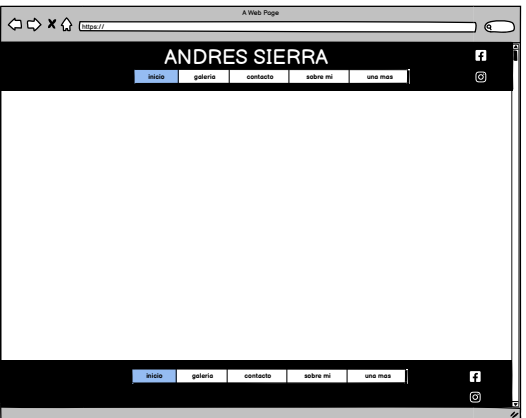 A Web Page
https://
ANDRES SIERRA
inicio galeria contacto sobre mi una mas
inicio galeria contacto sobre mi una mas